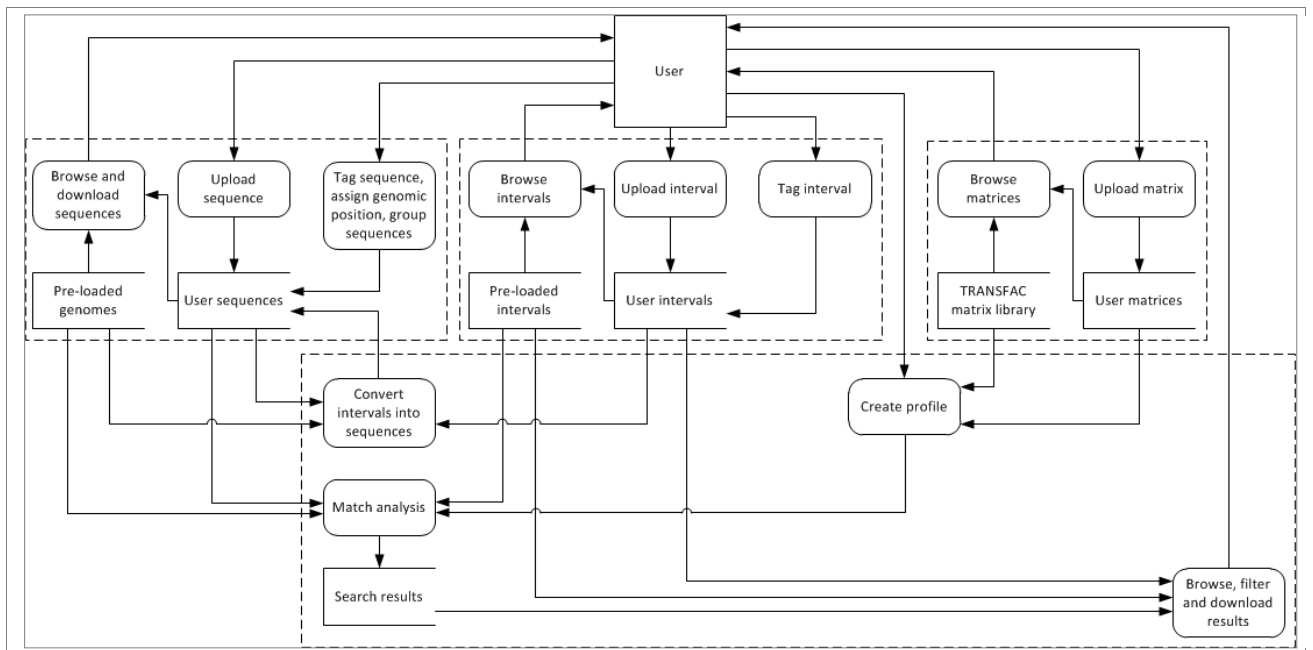 User
Browse and
download
sequences
Upload
sequence
Tag sequence,
assign genomic
position, group
sequences
Browse
intervals
Upload interval
Tag interval
Browse
matrices
Upload matrix
Pre-loaded
genomes
User sequences
Pre-loaded
intervals
User intervals
TRANSFAC
matrix library
User matrices
Convert
intervals into
sequences
Create profile
Match analysis
Search results
Browse, filter
and download
results